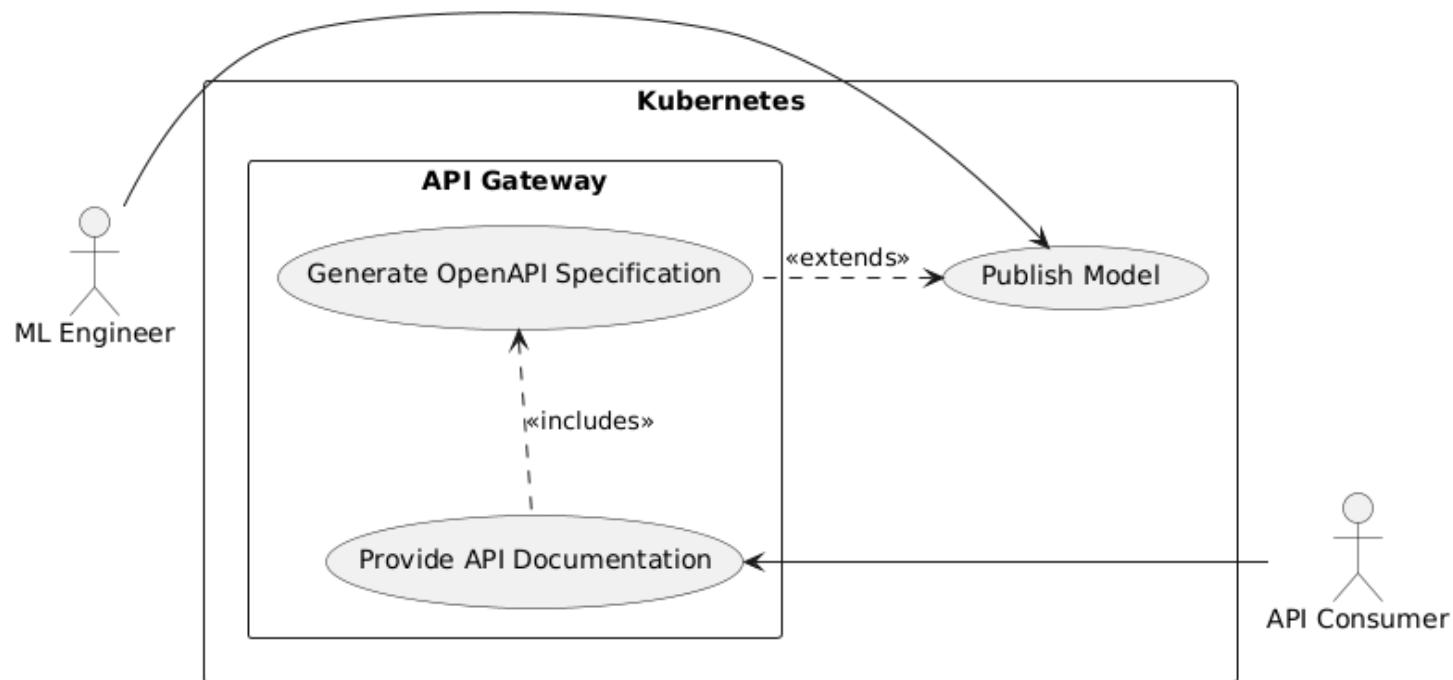 Kubernetes
API Gateway
Generate OpenAPI Specification
«extends»
Publish Model
ML Engineer
«includes»
Provide API Documentation
API Consumer